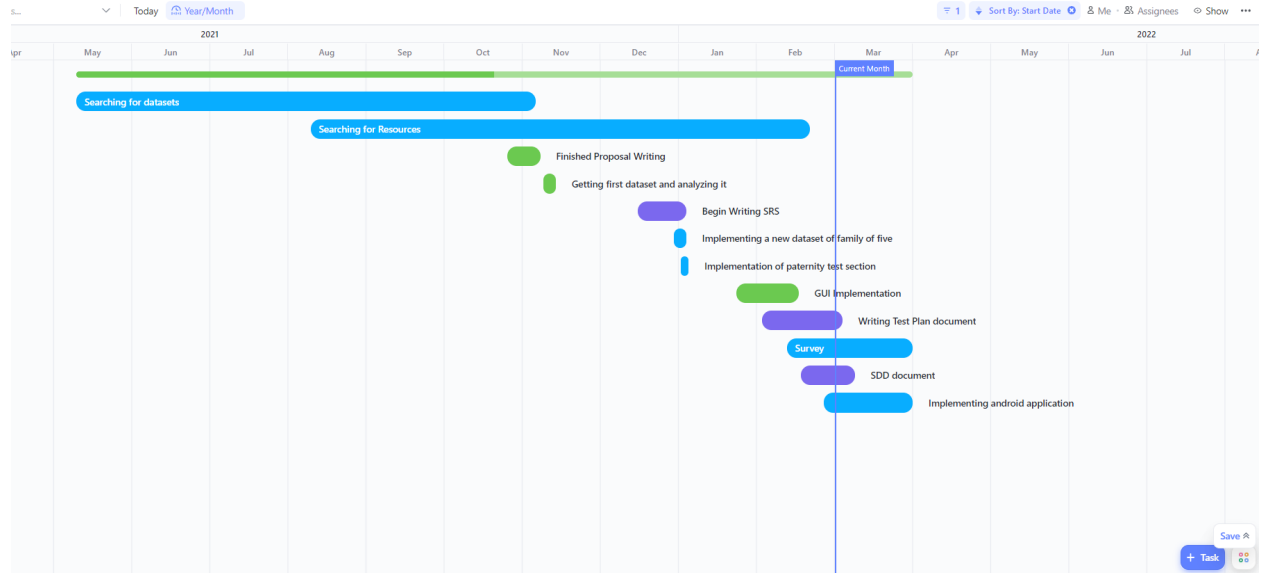 s...
Today
Year/Month
1
Sort By: Start Date
Me · Assignees
Show
2021
2022
May Jun Jul Aug Sep Oct Nov Dec Jan Feb Mar Apr May Jun Jul
Current Month
Searching for datasets
Searching for Resources
Finished Proposal Writing
Getting first dataset and analyzing it
Begin Writing SRS
Implementing a new dataset of family of five
Implementation of paternity test section
GUI Implementation
Writing Test Plan document
Survey
SDD document
Implementing android application
Save
+ Task